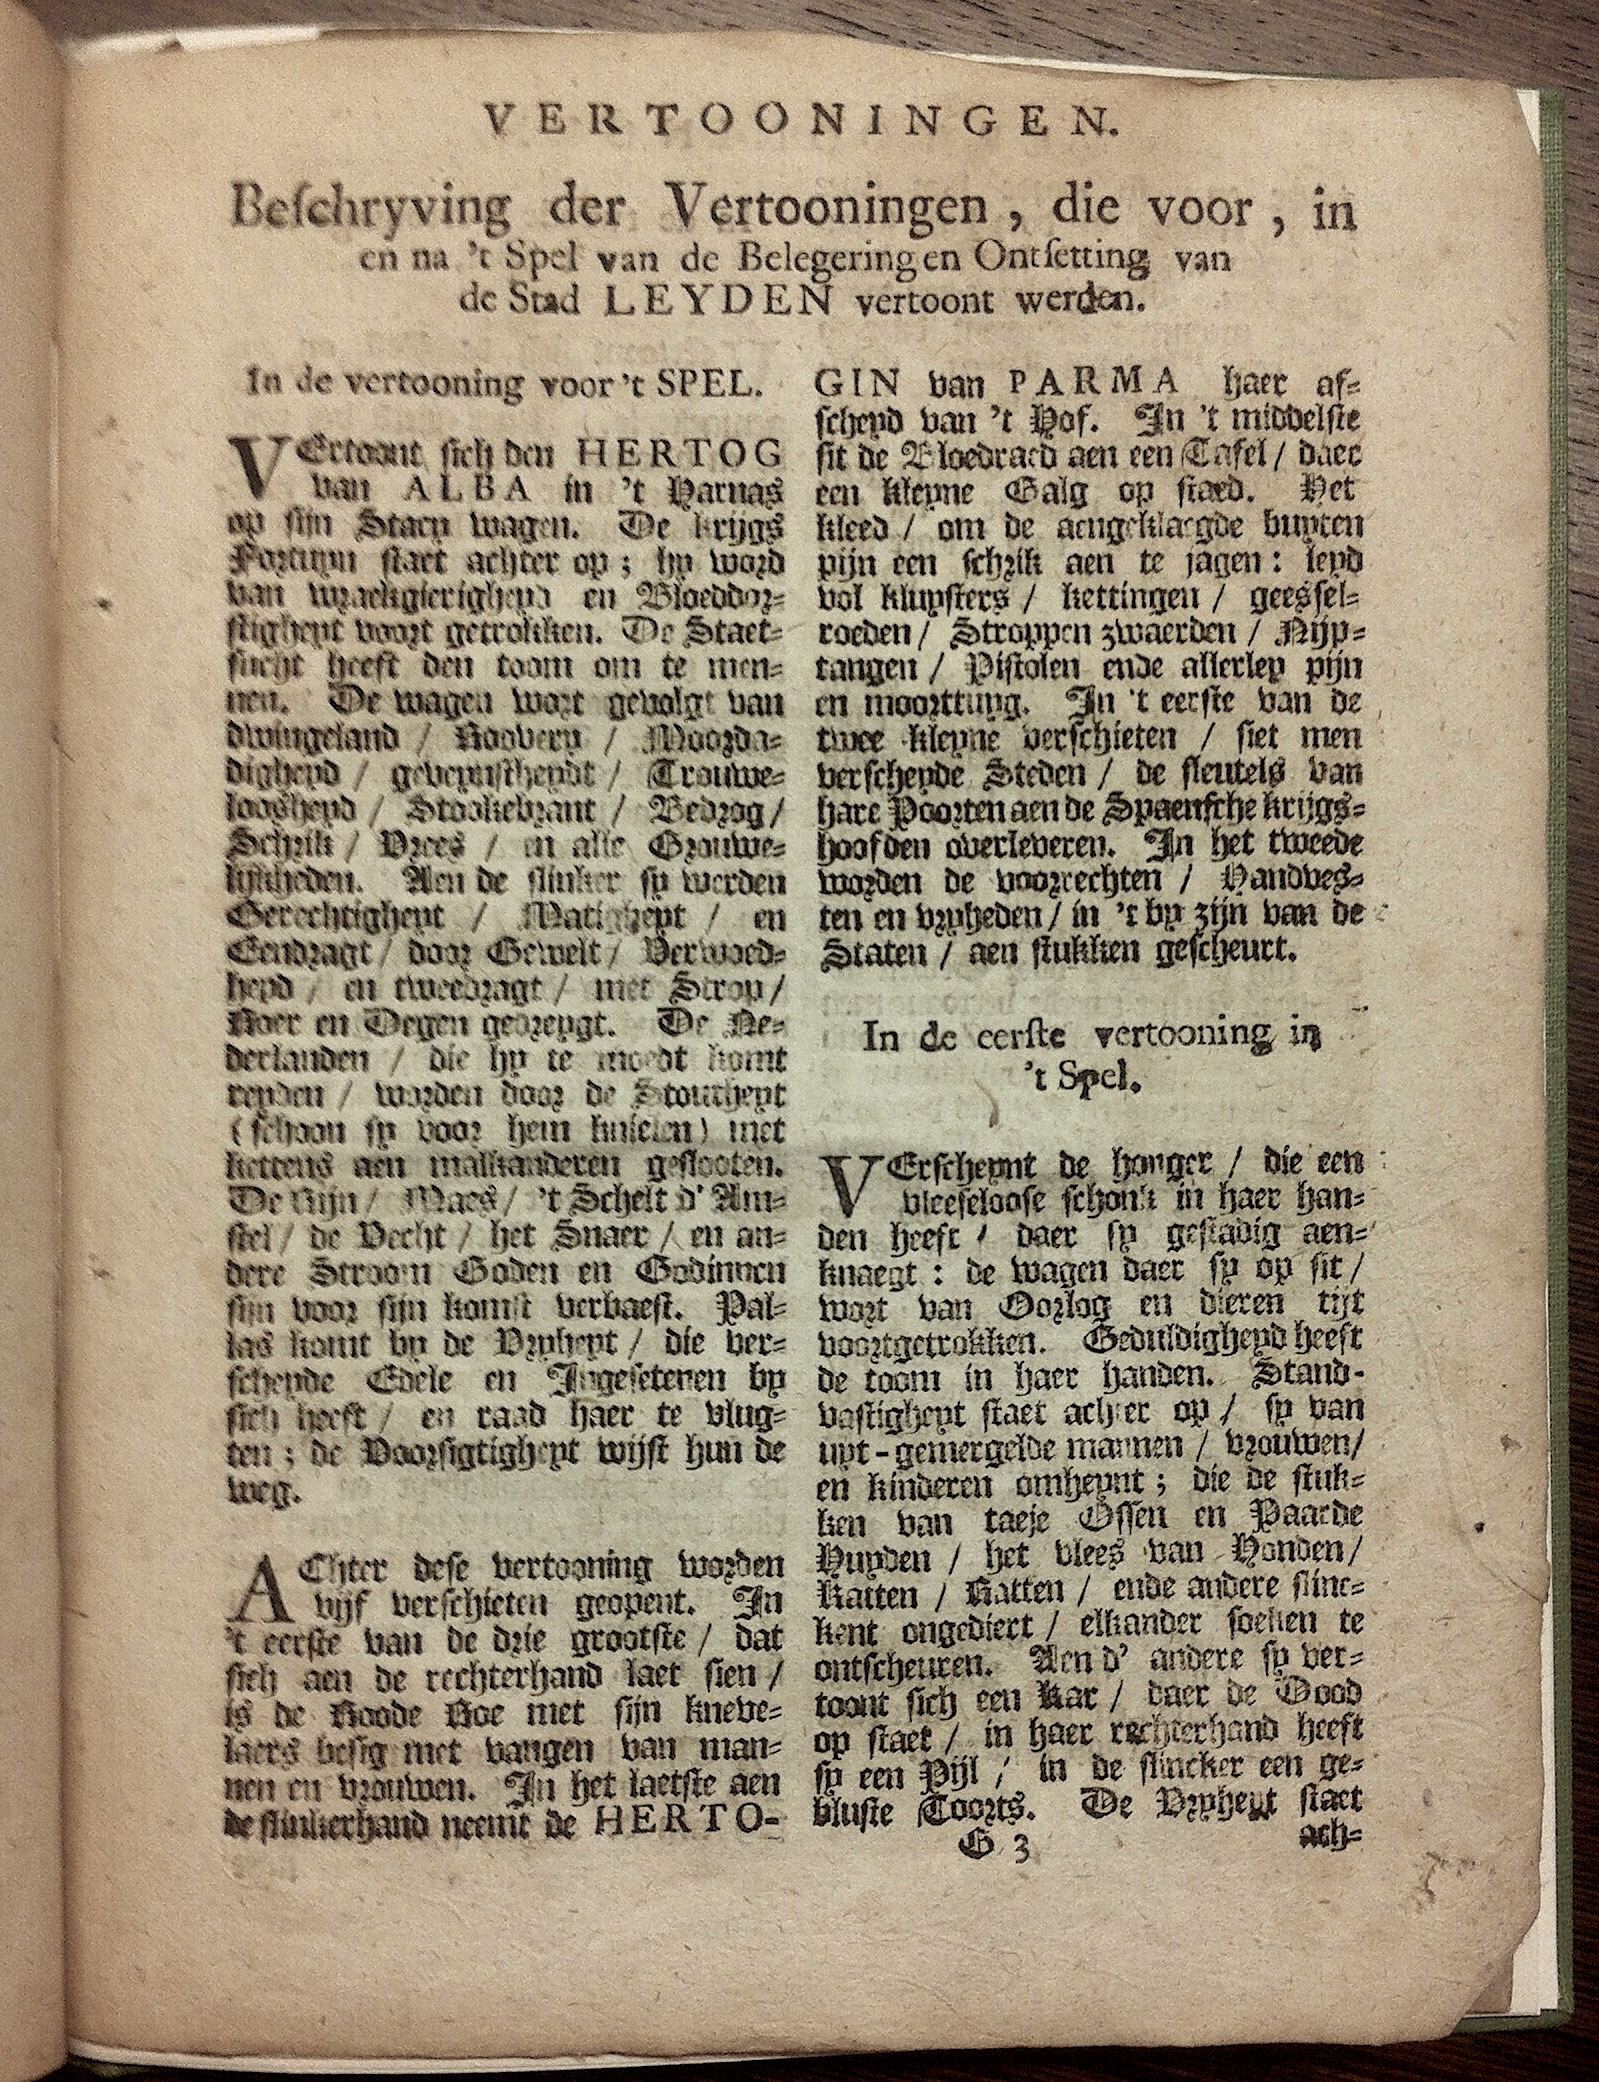 VERTOONINGEN.
Beſchryving der Vertooningen, die voor, in
en na 't Spel van de Belegering en Ontſetting van
de Stad LEYDEN vertoont werden.
In de vertooning voor 't SPEL.
VErtoont sich den HERTOG
van ALBA in 't Harnas
op sijn Staey wagen. De krijgs
Fortuyn staet achter op; hy word
van wraekgierigheyd en Bloeddor-
stigheyt voort getrokken. De Staet-
sucht heeft den toom om te men-
nen. De wagen wort gevolgt van
dwingeland / Roovery / Moorda-
digheyd / geveynstheydt / Trouwe-
loosheyd / Stookebrant / Bedrog /
Schrik / Vrees / en alle Grouwe-
lijkheden. Aen de slinker sy werden
Gerechtigheyt / Matigheyt / en
Eendragt / door Gewelt / Verwoed-
heyd / en tweedragt / met Strop /
Roer en Degen gedreygt. De Ne-
derlanden / die hy te moedt komt
reyden / worden door de Stoutheyt
(schoon sy voor hem knielen) met
kettens aen malkanderen geslooten.
De Rijn / Maes / 't Schelt d' Am-
stel / de Vecht / het Spaer / en an-
dere Stroom Goden en Godinnen
sijn voor sijn komst verbaest. Pal-
las komt by de Vryheyt / die ver-
scheyde Edele en Ingesetenen by
sich heeft / en raad haer te vlug-
ten; de Voorsigtigheyt wijst hun de
weg.
AChter dese vertooning worden
vijf verschieten geopent. In
't eerste van de drie grootste / dat
sich aen de rechterhand laet sien /
is de Roode Roe met sijn kneve-
laers besig met vangen van man-
nen en vrouwen. In het laetste aen
de slinkerhand neemt de HERTO-
GIN van PARMA haer af-
scheyd van 't Hof. In 't middelste
sit de Bloedraed aen een Tafel / daer
een kleyne Galg op staed. Het
kleed / om de aengeklaegde buyten
pijn een schrik aen te jagen: leyd
vol kluysters / kettingen / geessel-
roeden / Stroppen zwaerden / Nijp-
tangen / Pistolen ende allerley pijn
en moorttuyg. In 't eerste van de
twee kleyne verschieten / siet men
verscheyde Steden / de sleutels van
hare Poorten aen de Spaensche krijgs-
hoofden overleveren. In het tweede
worden de voorrechten / Handves-
ten en vryheden / in 't by zijn van de
Staten / aen stukken gescheurt.
In de eerſte vertooning in
't Spel.
VErscheynt de honger / die een
vleeseloose schonk in haer han-
den heeft / daer sy gestadig aen-
knaegt: de wagen daer sy op sit /
wort van Oorlog en dieren tijt
voortgetrokken. Geduldigheyd heeft
de toom in haer handen. Stand-
vastigheyt staet achter op / sy van
uyt-gemergelde mannen / vrouwen /
en kinderen omheynt; die de stuk-
ken van taeje Ossen en Paarde
Huyden / het vlees van Honden /
Katten / Ratten / ende andere stinc-
kent ongediert / elkander soeken te
ontscheuren. Aen d' andere sy ver-
toont sich een Kar / daer de Dood
op staet / in haer rechterhand heeft
sy een Pijl / in de slincker een ge-
bluste Toorts. De Vryheyt staet
G 3 ach-